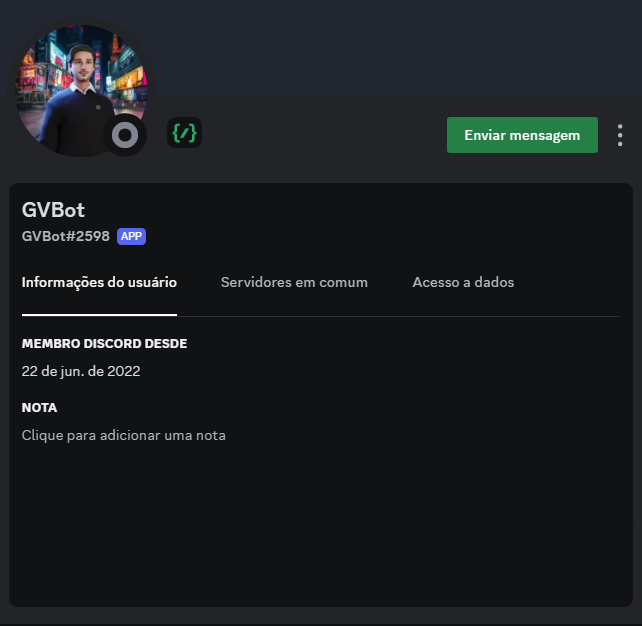 {/}
Enviar mensagem
GVBot
GVBot#2598 APP
Informações do usuário Servidores em comum Acesso a dados
MEMBRO DISCORD DESDE
22 de jun. de 2022
NOTA
Clique para adicionar uma nota